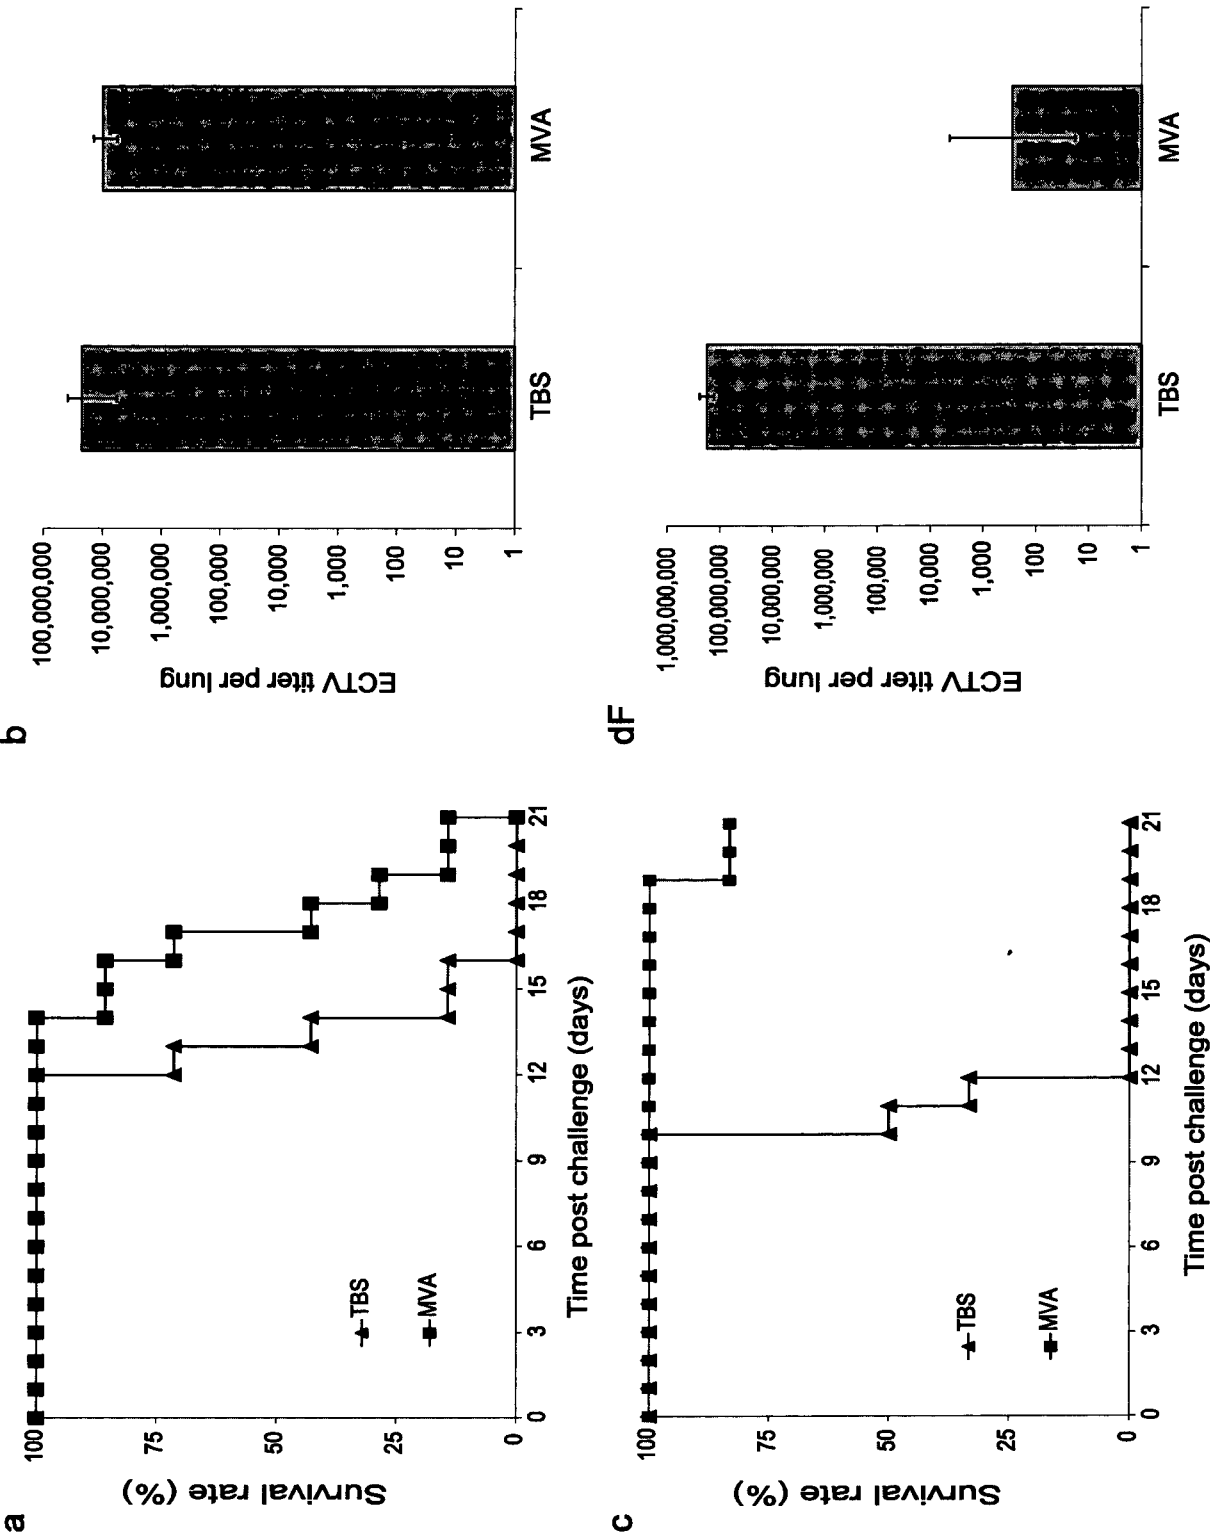 a
Survival rate (%)
100
75
50
25
0
TBS
MVA
0
3
6
9
12
15
18
21
Time post challenge (days)
b
ECTV titer per lung
100,000,000
10,000,000
1,000,000
100,000
10,000
1,000
100
10
1
TBS
MVA
c
Survival rate (%)
100
75
50
25
0
TBS
MVA
0
3
6
9
12
15
18
21
Time post challenge (days)
dF
ECTV titer per lung
1,000,000,000
100,000,000
10,000,000
1,000,000
100,000
10,000
1,000
100
10
1
TBS
MVA